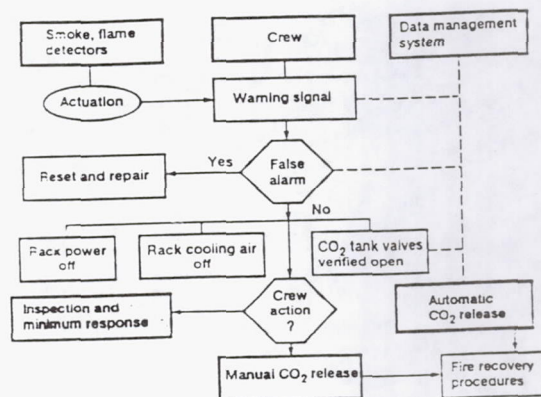 Smoke, flame
detectors
Crew
Data management
system
Actuation
Warning signal
Reset and repair
Yes
False
alarm
No
Rack power
off
Rack cooling air
off
CO2 tank valves
verified open
Inspection and
minimum response
Crew
action
?
Automatic
CO2 release
Manual CO2 release
Fire recovery
procedures